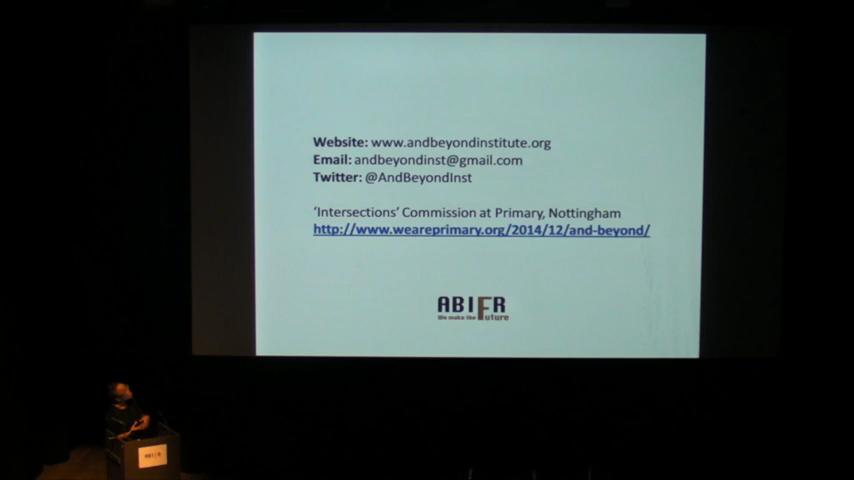 Website: www.andbeyondinstitute.org
Email: andbeyondinst@gmail.com
Twitter: @AndBeyondInst
‘Intersections’ Commission at Primary, Nottingham
http://www.weareprimary.org/2014/12/and-beyond/
ABIFR
We make the Future